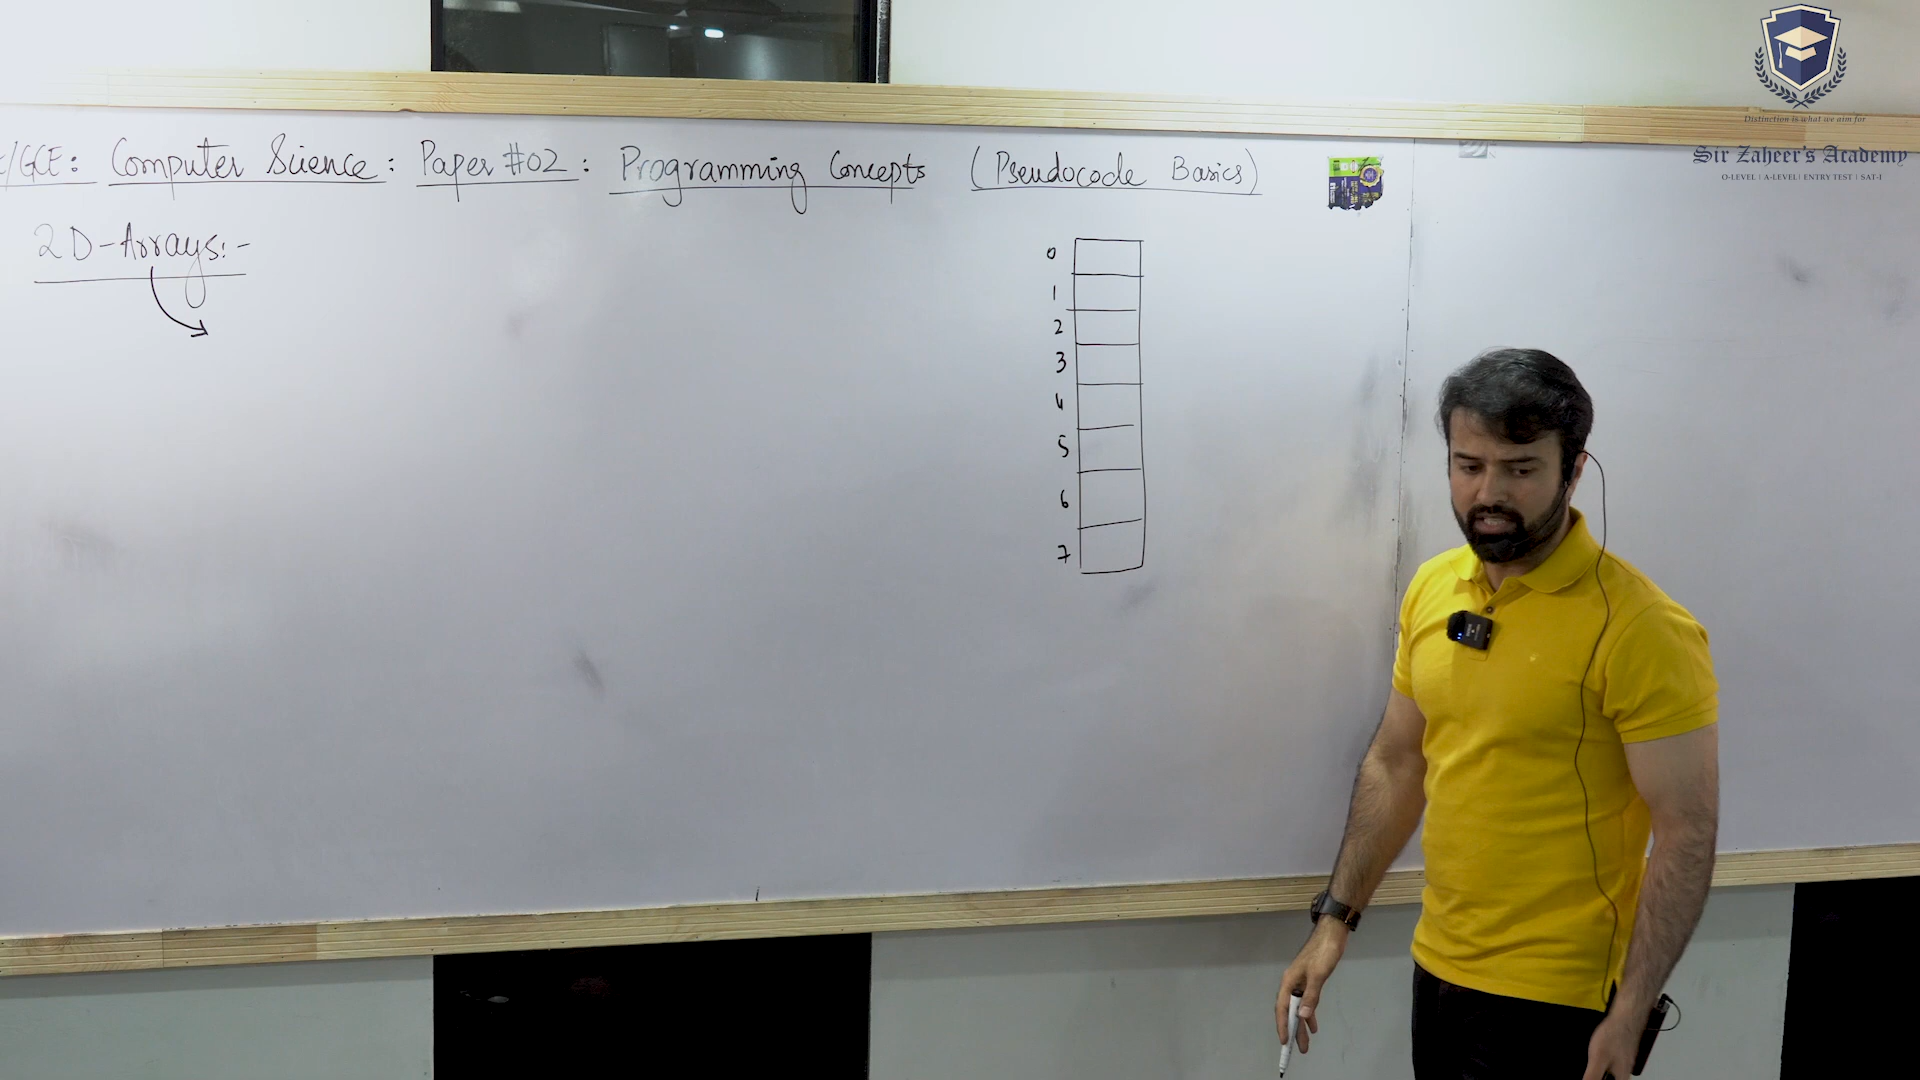 /GCE: Computer Science: Paper #02: Programming Concepts (Pseudocode Basics)
2D-Arrays:-
0
1
2
3
4
5
6
7
Distinction is what we aim for
Sir Zaheer's Academy
O-LEVEL | A-LEVEL| ENTRY TEST | SAT-I